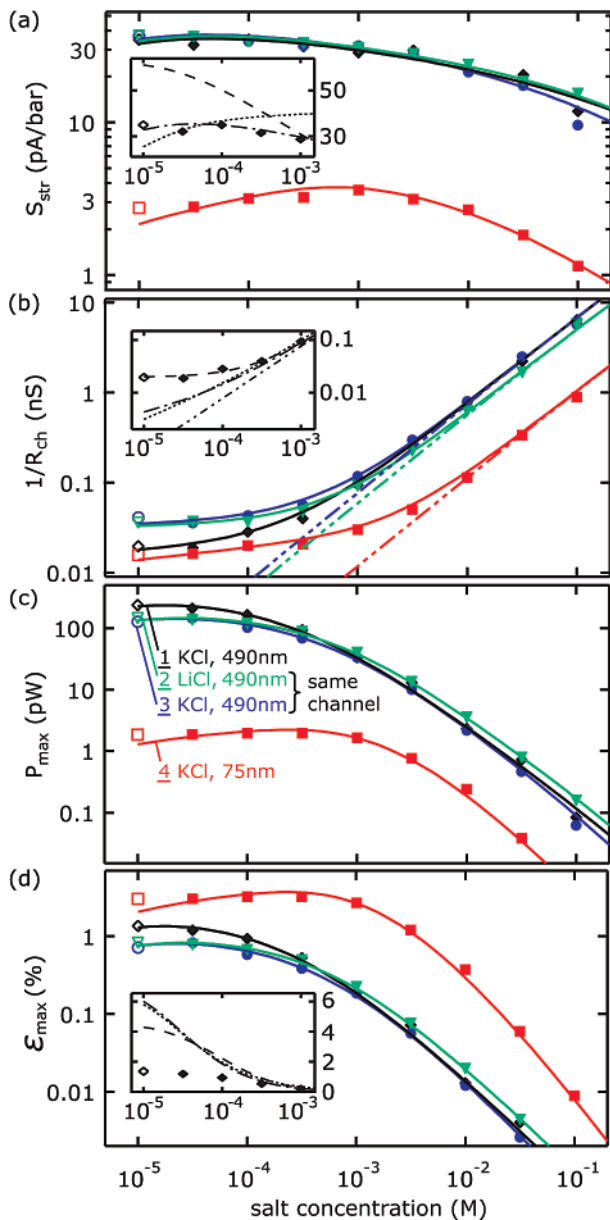 (a)
S_str (pA/bar)
30
10
3
1
50
30
10^-5 10^-4 10^-3
(b)
1/R_ch (nS)
10
1
0.1
0.01
0.1
0.01
10^-5 10^-4 10^-3
(c)
P_max (pW)
100
10
1
0.1
1 KCl, 490nm
2 LiCl, 490nm
3 KCl, 490nm
same
channel
4 KCl, 75nm
(d)
ε_max (%)
1
0.1
0.01
6
4
2
0
10^-5 10^-4 10^-3
10^-5 10^-4 10^-3 10^-2 10^-1
salt concentration (M)